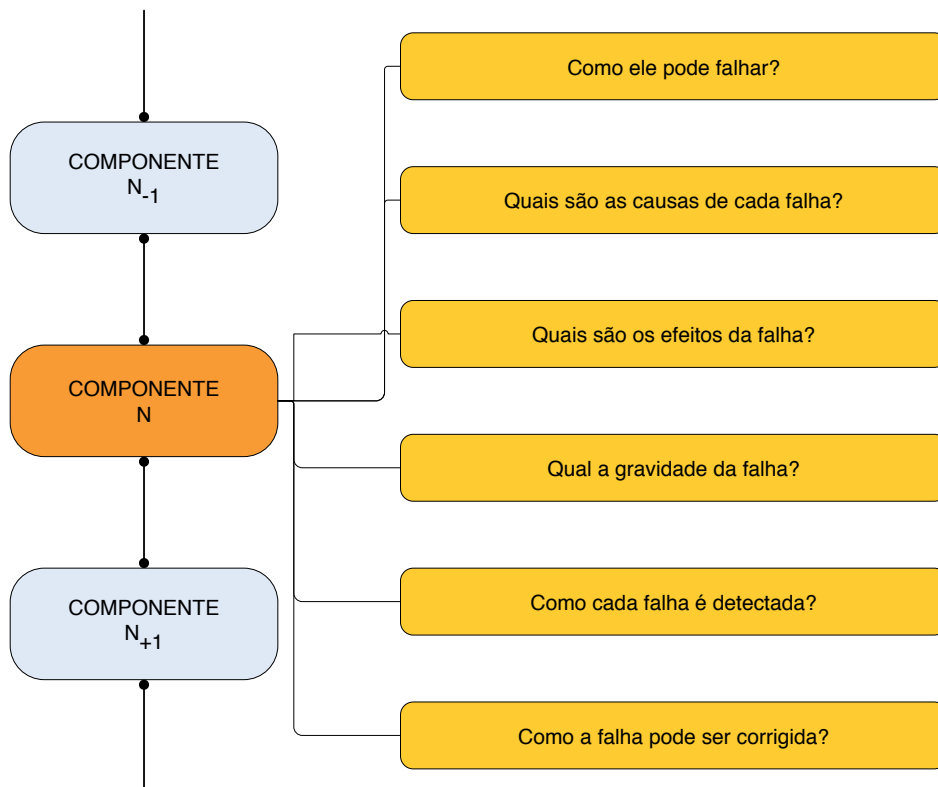 COMPONENTE
N-1
COMPONENTE
N
COMPONENTE
N+1
Como ele pode falhar?
Quais são as causas de cada falha?
Quais são os efeitos da falha?
Qual a gravidade da falha?
Como cada falha é detectada?
Como a falha pode ser corrigida?